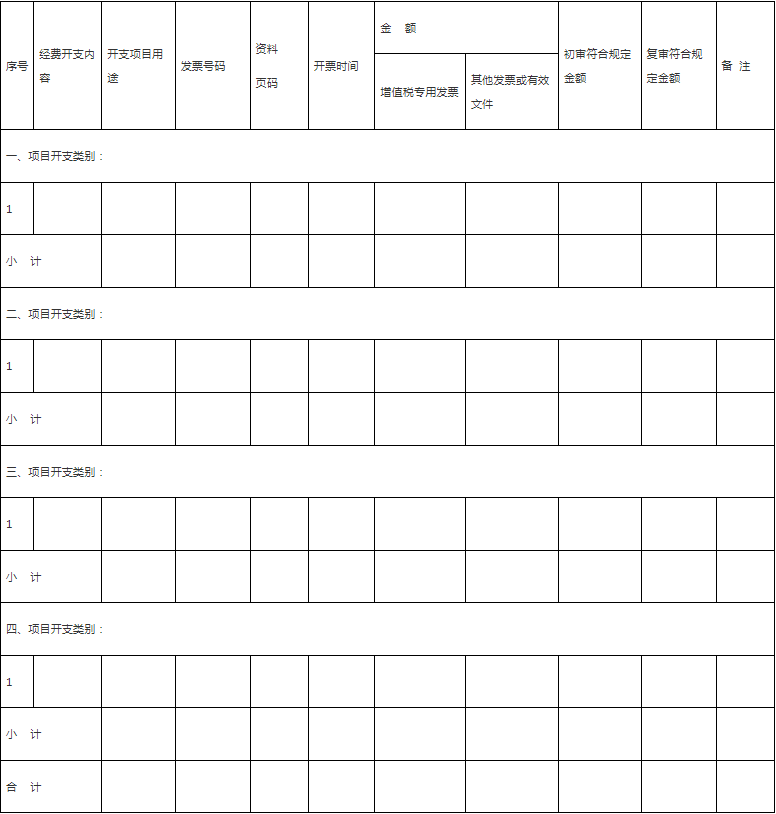 序号
经费开支内
容
开支项目用
途
发票号码
资料
页码
开票时间
金 额
增值税专用发票
其他发票或有效
文件
初审符合规定
金额
复审符合规
定金额
备 注
一、项目开支类别：
1
小 计
二、项目开支类别：
1
小 计
三、项目开支类别：
1
小 计
四、项目开支类别：
1
小 计
合 计